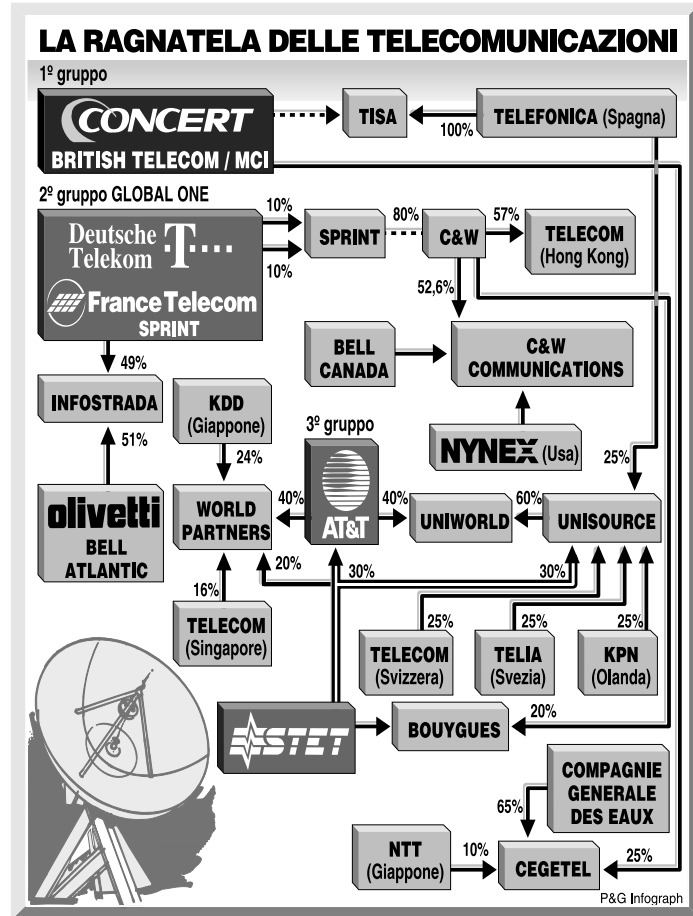 LA RAGNATELA DELLE TELECOMUNICAZIONI
1º gruppo
CONCERT
BRITISH TELECOM / MCI
TISA
100%
TELEFONICA (Spagna)
2º gruppo GLOBAL ONE
Deutsche
Telekom T
France Telecom
SPRINT
10%
10%
SPRINT
80%
C&W
57%
TELECOM
(Hong Kong)
52,6%
BELL
CANADA
C&W
COMMUNICATIONS
NYNEX (Usa)
49%
INFOSTRADA
51%
olivetti
BELL
ATLANTIC
KDD
(Giappone)
24%
3º gruppo
AT&T
WORLD
PARTNERS
40%
40%
UNIWORLD
60%
UNISOURCE
25%
20%
30%
30%
16%
TELECOM
(Singapore)
25%
TELECOM
(Svizzera)
25%
TELIA
(Svezia)
25%
KPN
(Olanda)
STET
BOUYGUES
20%
COMPAGNIE
GENERALE
DES EAUX
65%
NTT
(Giappone)
10%
CEGETEL
25%
P&G Infograph